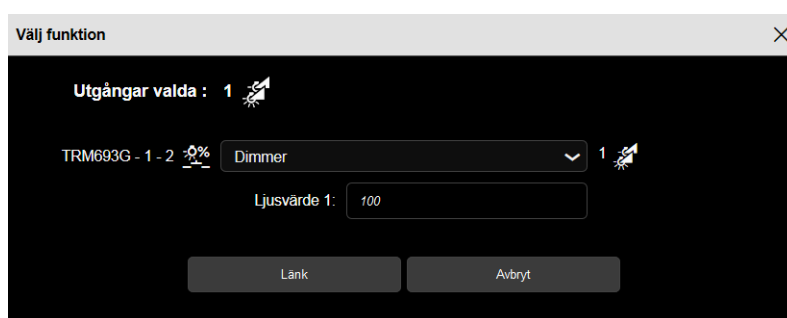 Välj funktion
Utgångar valda : 1
TRM693G - 1 - 2 % Dimmer 1
Ljusvärde 1: 100
Länk Avbryt